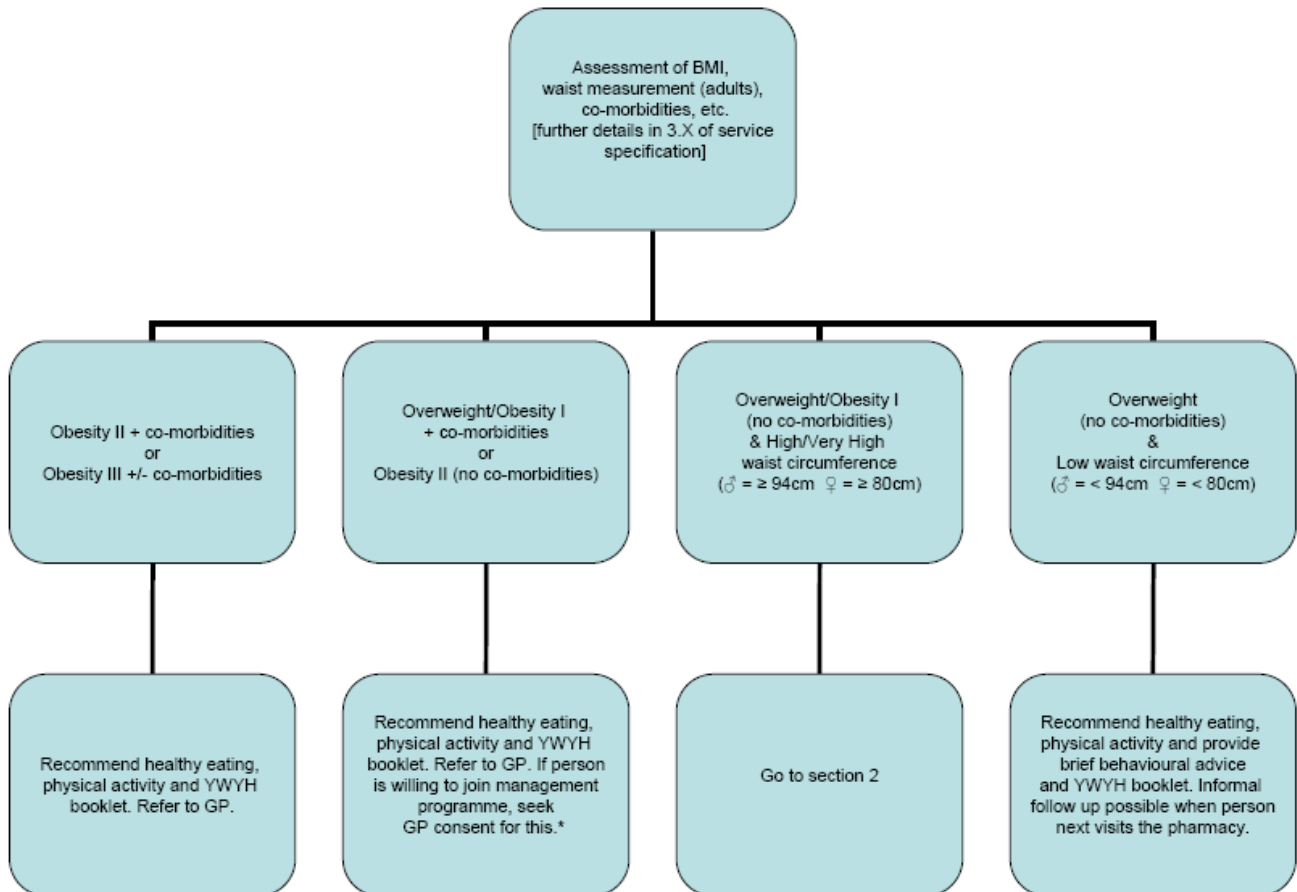 Assessment of BMI,
waist measurement (adults),
co-morbidities, etc.
[further details in 3.X of service
specification]
Obesity II + co-morbidities
or
Obesity III +/- co-morbidities
Overweight/Obesity I
+ co-morbidities
or
Obesity II (no co-morbidities)
Overweight/Obesity I
(no co-morbidities)
& High/Very High
waist circumference
(♂ = ≥ 94cm ♀ = ≥ 80cm)
Overweight
(no co-morbidities)
&
Low waist circumference
(♂ = < 94cm ♀ = < 80cm)
Recommend healthy eating,
physical activity and YWYH
booklet. Refer to GP.
Recommend healthy eating,
physical activity and YWYH
booklet. Refer to GP. If person
is willing to join management
programme, seek
GP consent for this.*
Go to section 2
Recommend healthy eating,
physical activity and provide
brief behavioural advice
and YWYH booklet. Informal
follow up possible when person
next visits the pharmacy.